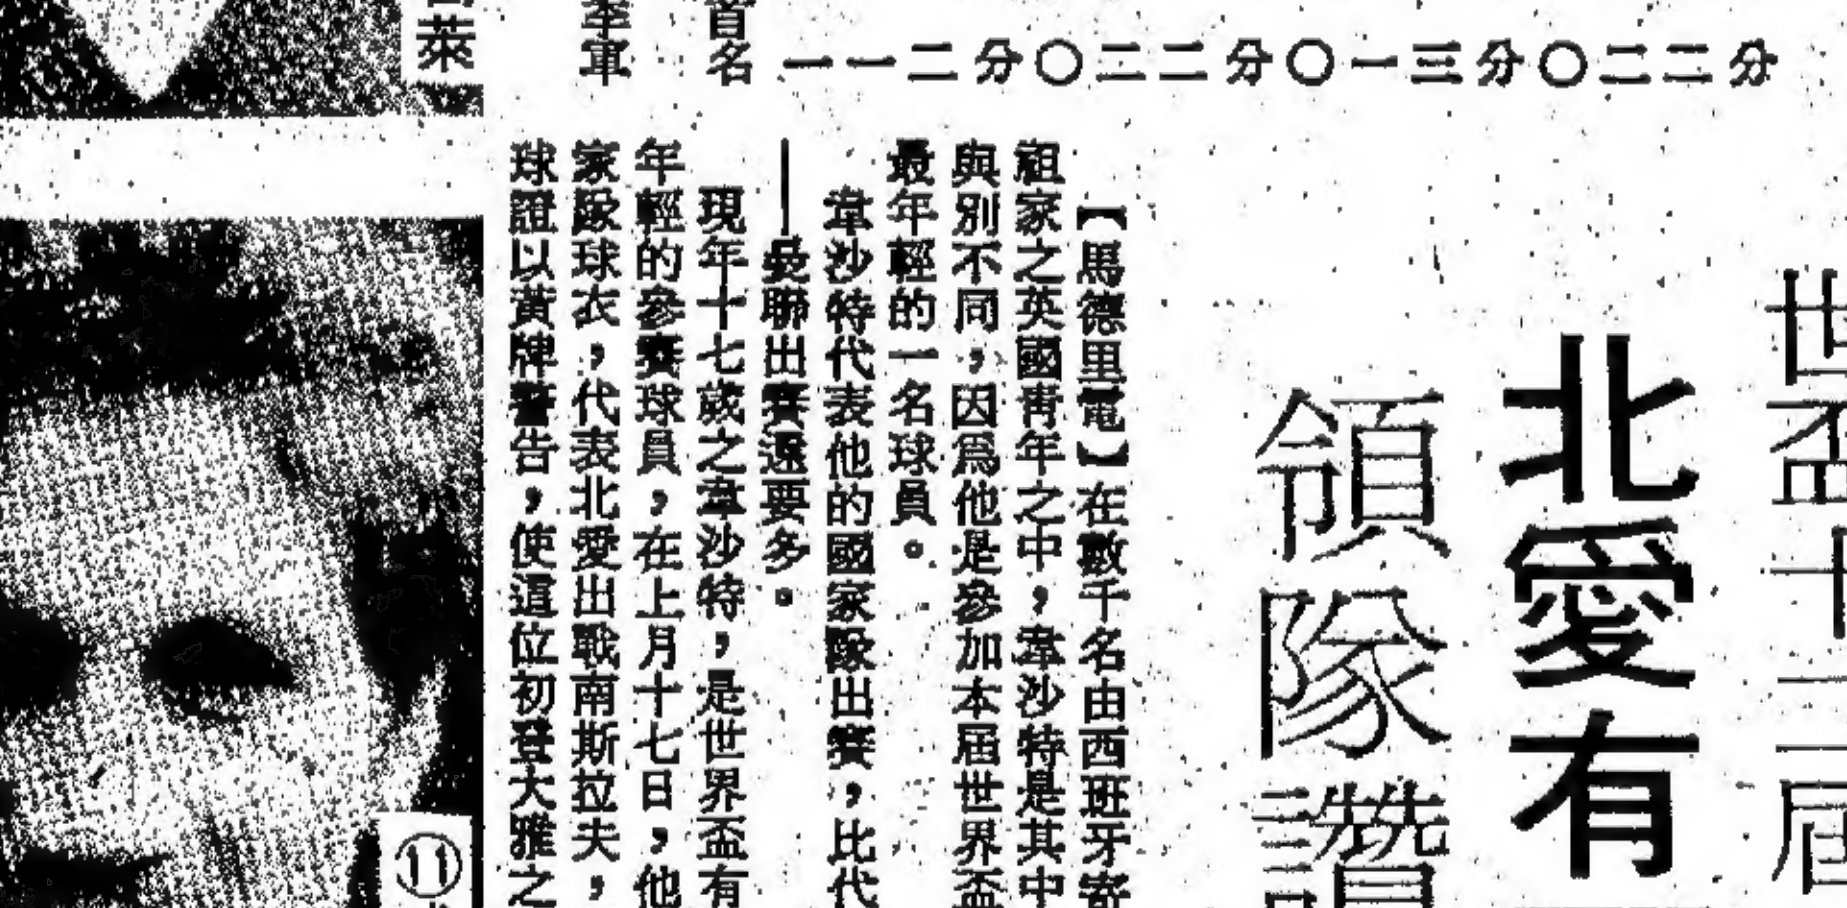 世盃十二屆
北愛有
領隊讚
【馬德里電】在數千名由西班牙寄
祖家之英國青年之中，韋沙特是其中
與別不同，因爲他是參加本屆世界盃
最年輕的一名球員。
韋沙特代表他的國家隊出賽，比代
曼聯出賽還要多。
現年十七歲之韋沙特，是世界盃有
年輕的參賽球員，在上月十七日，他
家隊球衣，代表北愛出戰南斯拉夫，
球證以黃牌警告，使這位初登大雅之
分二二〇分三一〇分二二〇分二一一
首名
季軍
萊
⑪